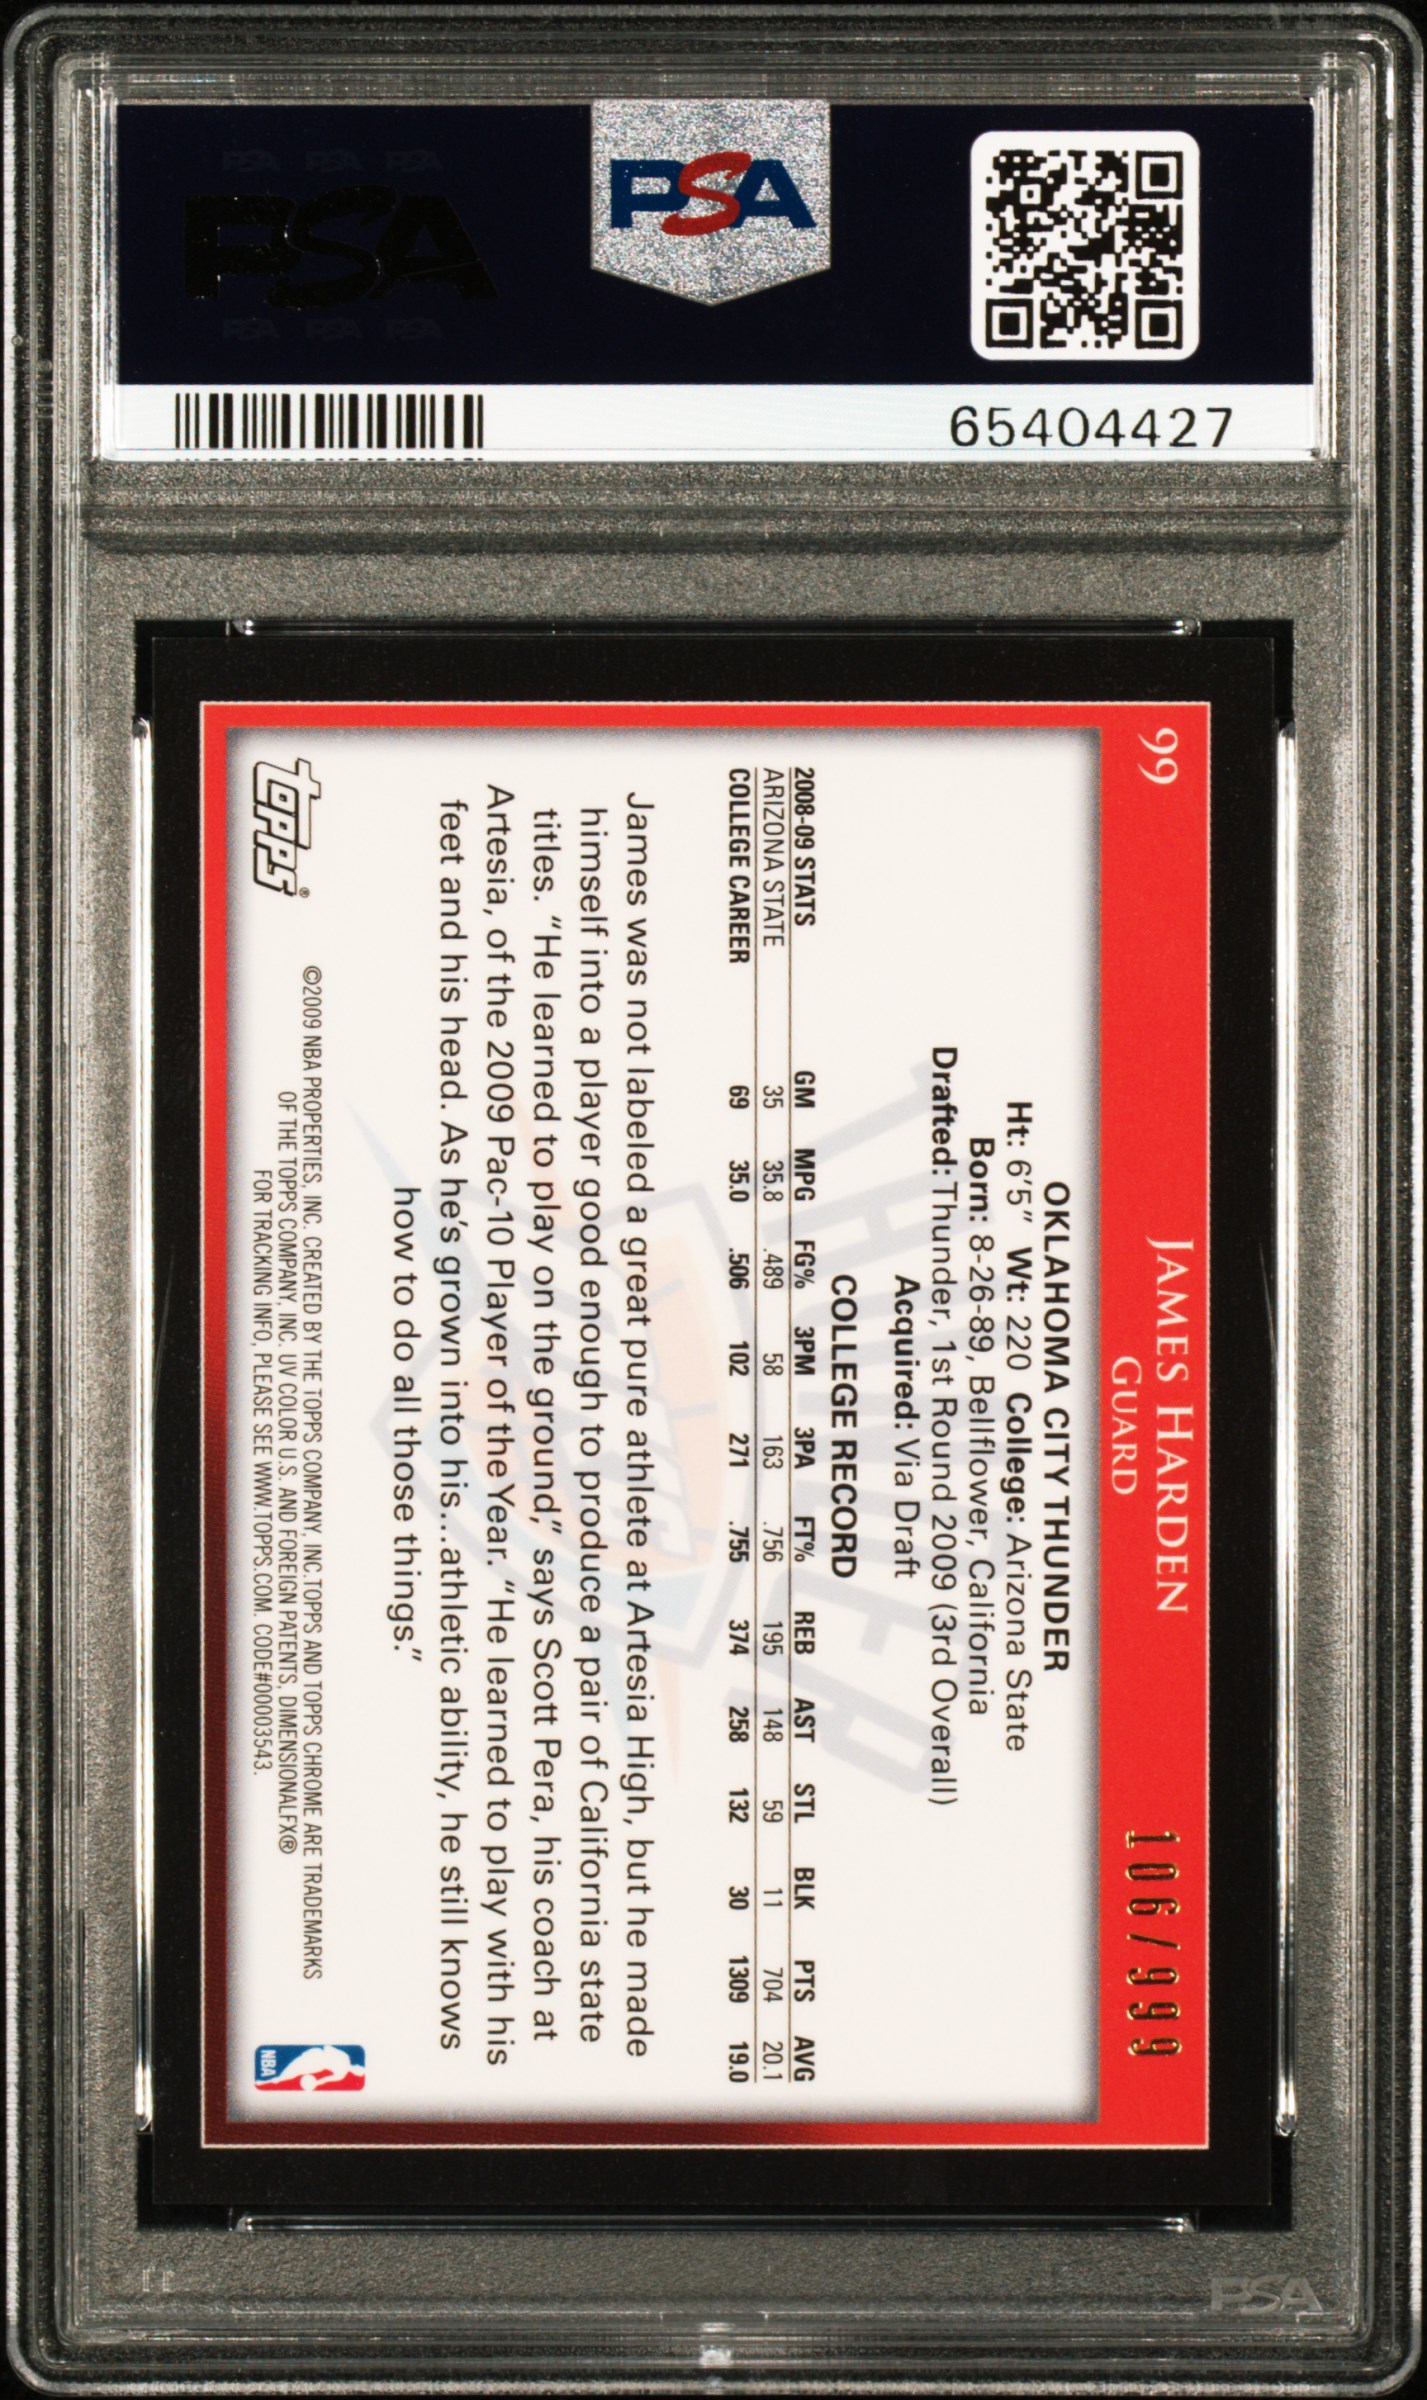 PSA PSA PSA
PSA
PSA PSA PSA
PSA
65404427
99
JAMES HARDEN
GUARD
106/999
OKLAHOMA CITY THUNDER
Ht: 6'5" Wt: 220 College: Arizona State
Born: 8-26-89, Bellflower, California
Drafted: Thunder, 1st Round 2009 (3rd Overall)
Acquired: Via Draft
COLLEGE RECORD
2008-09 STATS GM MPG FG% 3PM 3PA FT% REB AST STL BLK PTS AVG
ARIZONA STATE 35 35.8 .489 58 163 .756 195 148 59 11 704 20.1
COLLEGE CAREER 69 35.0 .506 102 271 .755 374 258 132 30 1309 19.0
THUNDER
OKC
James was not labeled a great pure athlete at Artesia High, but he made
himself into a player good enough to produce a pair of California state
titles. "He learned to play on the ground," says Scott Pera, his coach at
Artesia, of the 2009 Pac-10 Player of the Year. "He learned to play with his
feet and his head. As he's grown into his...athletic ability, he still knows
how to do all those things."
topps®
©2009 NBA PROPERTIES, INC. CREATED BY THE TOPPS COMPANY, INC. TOPPS AND TOPPS CHROME ARE TRADEMARKS
OF THE TOPPS COMPANY, INC. UV COLOR U.S. AND FOREIGN PATENTS, DIMENSIONALFX®
FOR TRACKING INFO, PLEASE SEE WWW.TOPPS.COM. CODE#00003543.
NBA
PSA